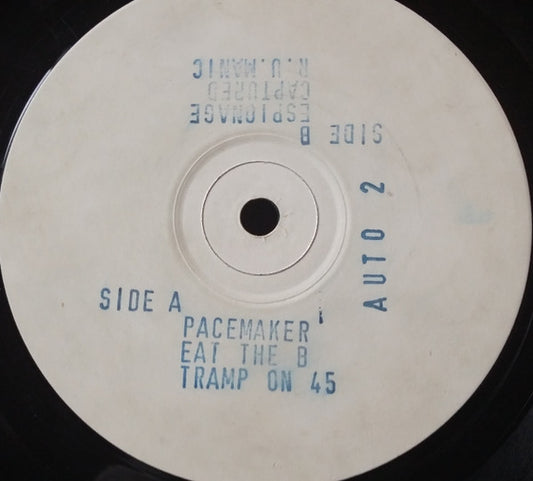 SIDE A
PACEMAKER
EAT THE B
TRAMP ON 45
AUTO 2
SIDE B
ESPIONAGE
CAPTURED
R.U.MANIC